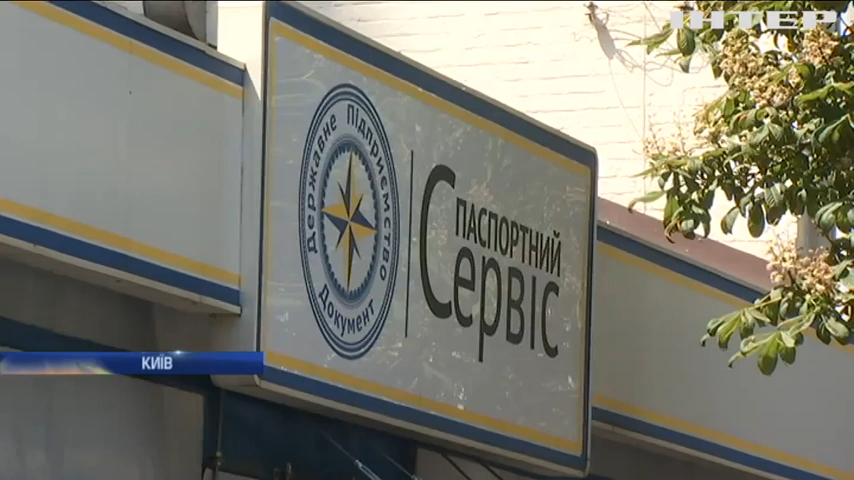 ІНТЕР
Державне Підприємство
Документ
ПАСПОРТНИЙ
Сервіс
КИЇВ